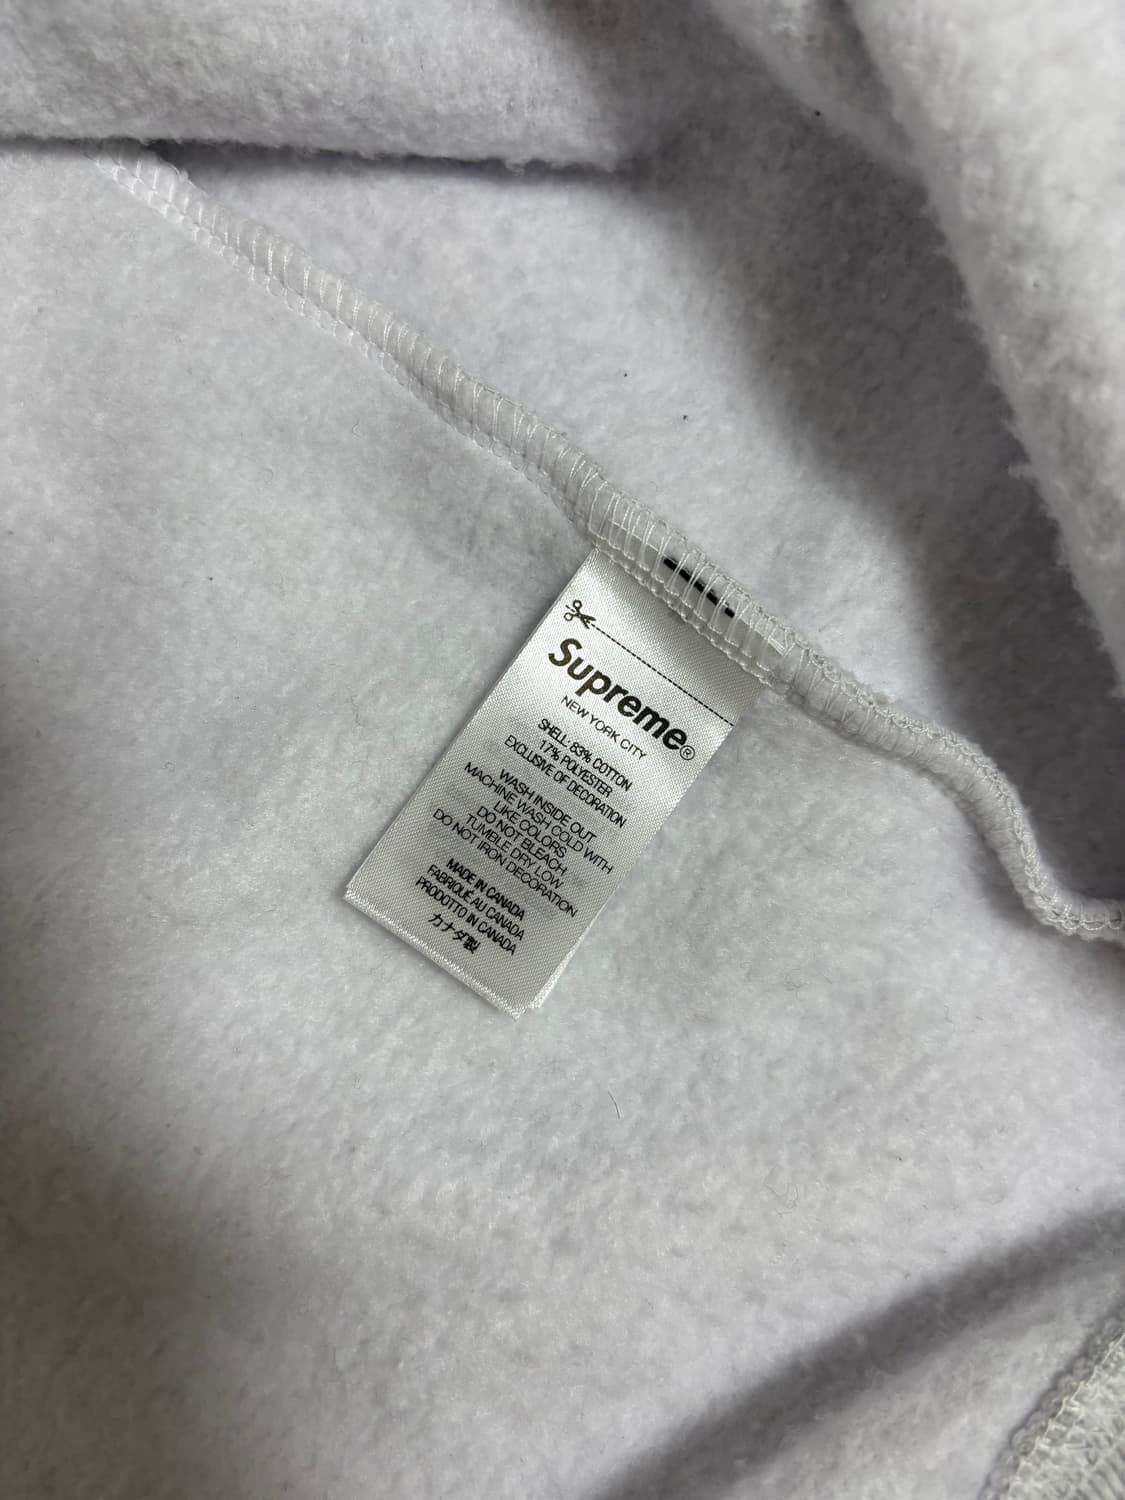 Supreme®
NEW YORK CITY
SHELL: 83% COTTON
17% POLYESTER
EXCLUSIVE OF DECORATION
WASH INSIDE OUT
MACHINE WASH COLD WITH
LIKE COLORS
DO NOT BLEACH
TUMBLE DRY LOW
DO NOT IRON DECORATION
MADE IN CANADA
FABRIQUÉ AU CANADA
PRODOTTO IN CANADA
カナダ製